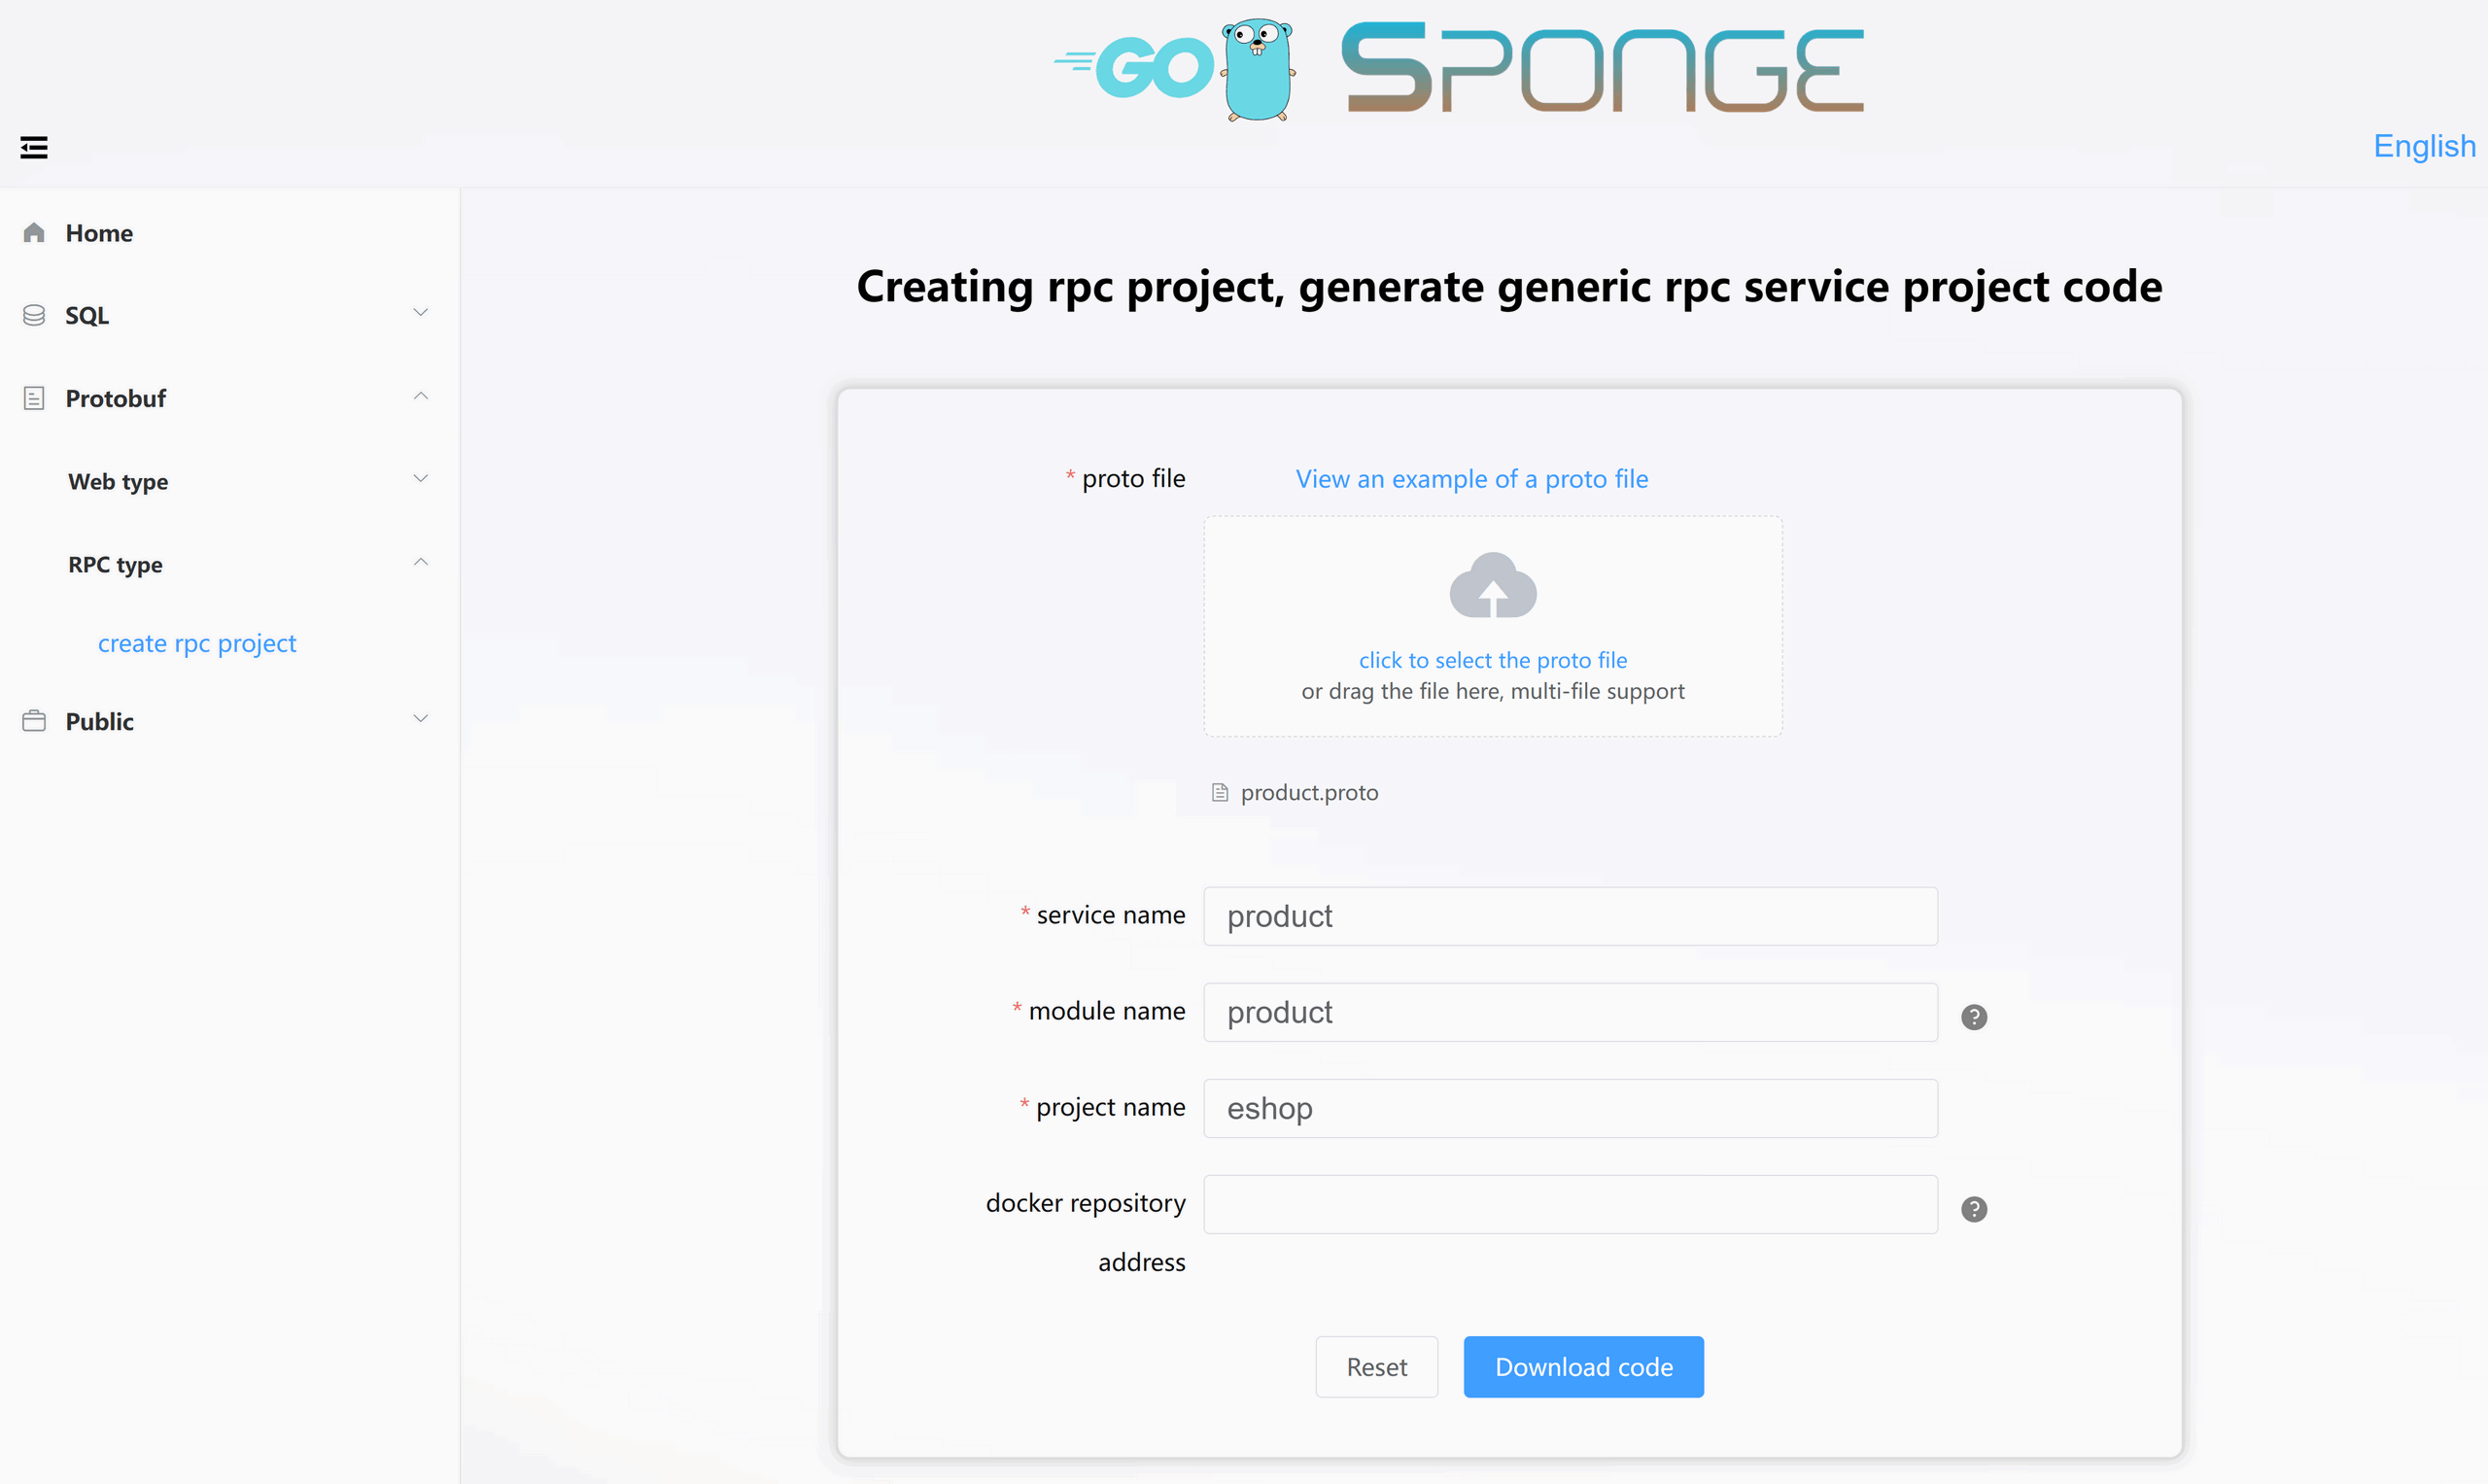 GO SPONGE
English
Home
SQL
Protobuf
Web type
RPC type
create rpc project
Public
Creating rpc project, generate generic rpc service project code
* proto file
View an example of a proto file
click to select the proto file
or drag the file here, multi-file support
product.proto
* service name
product
* module name
product
?
* project name
eshop
docker repository
address
?
Reset
Download code